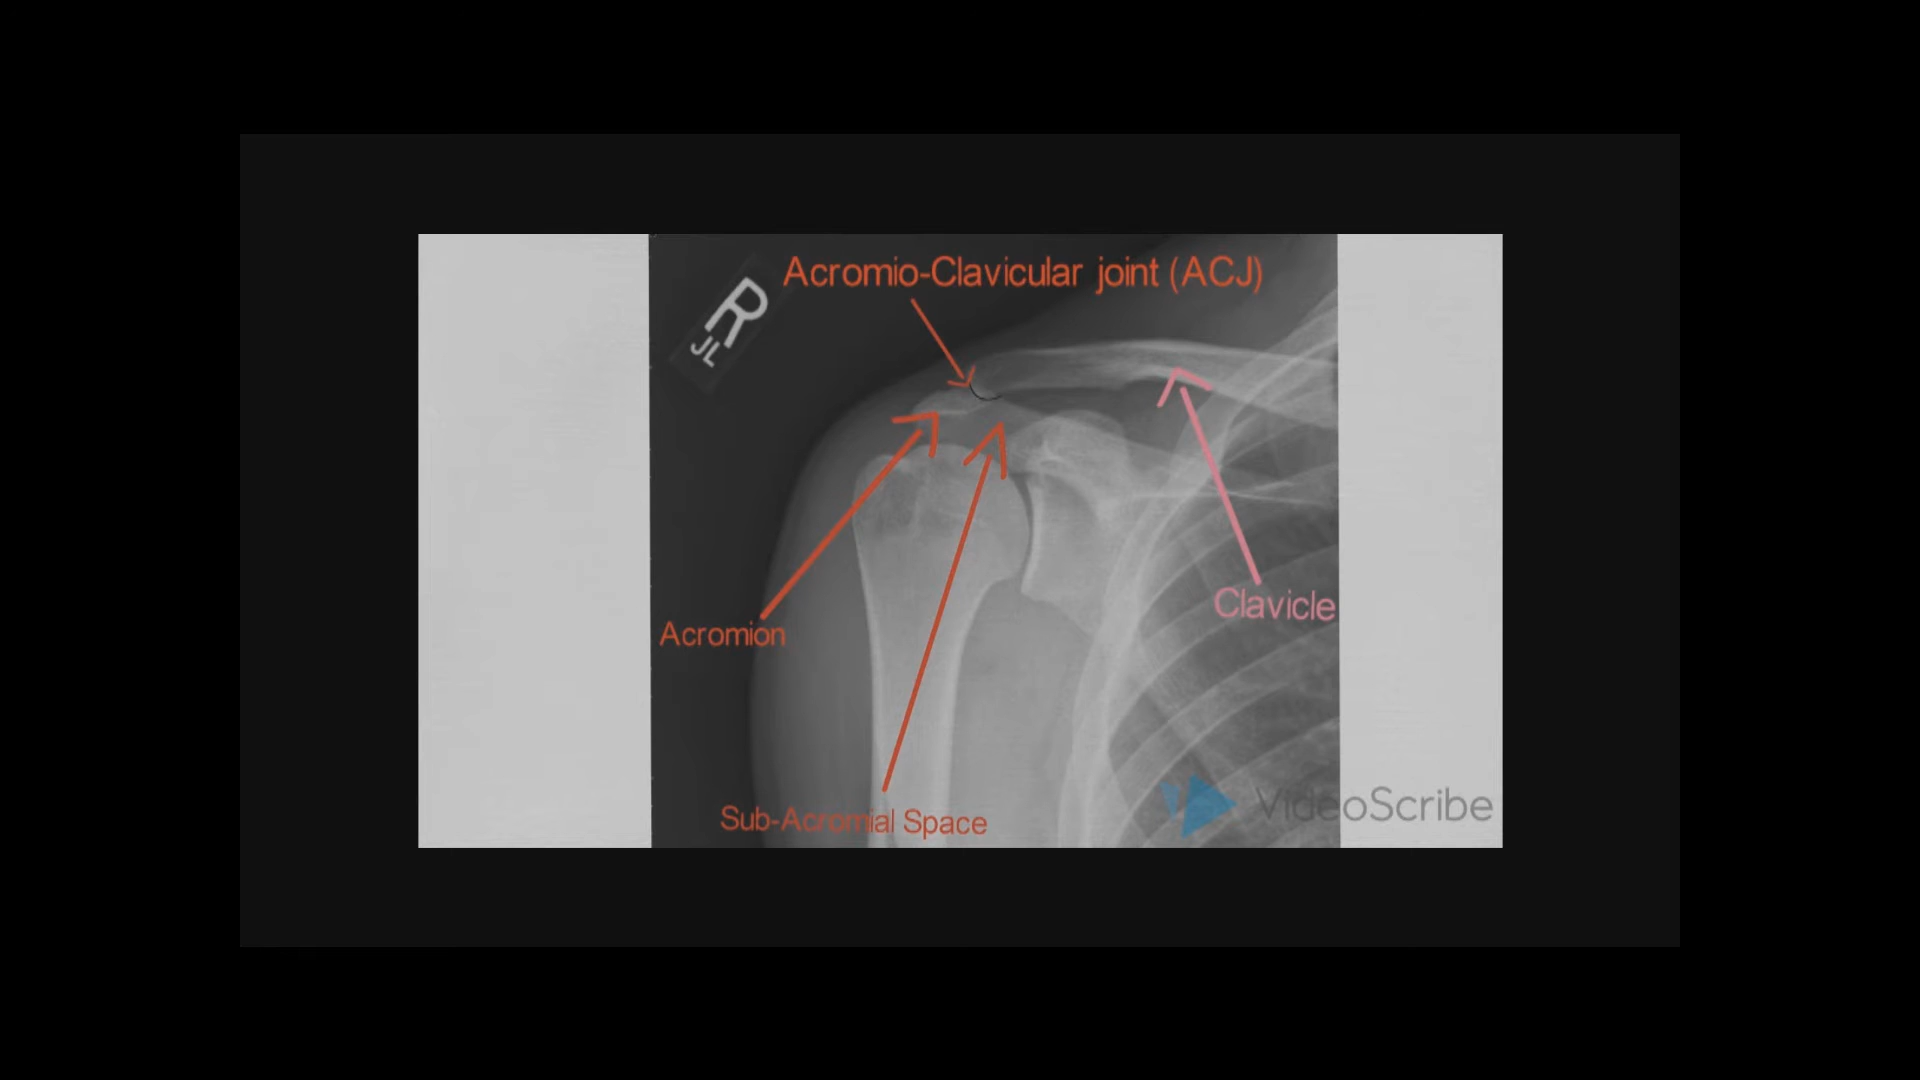 Acromio-Clavicular joint (ACJ)
R
JL
Clavicle
Acromion
Sub-Acromial Space
VideoScribe